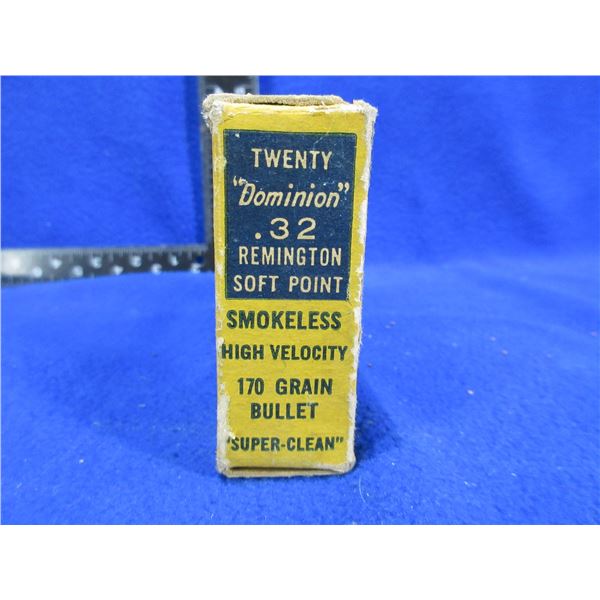 TWENTY
"Dominion"
.32
REMINGTON
SOFT POINT
SMOKELESS
HIGH VELOCITY
170 GRAIN
BULLET
"SUPER-CLEAN"